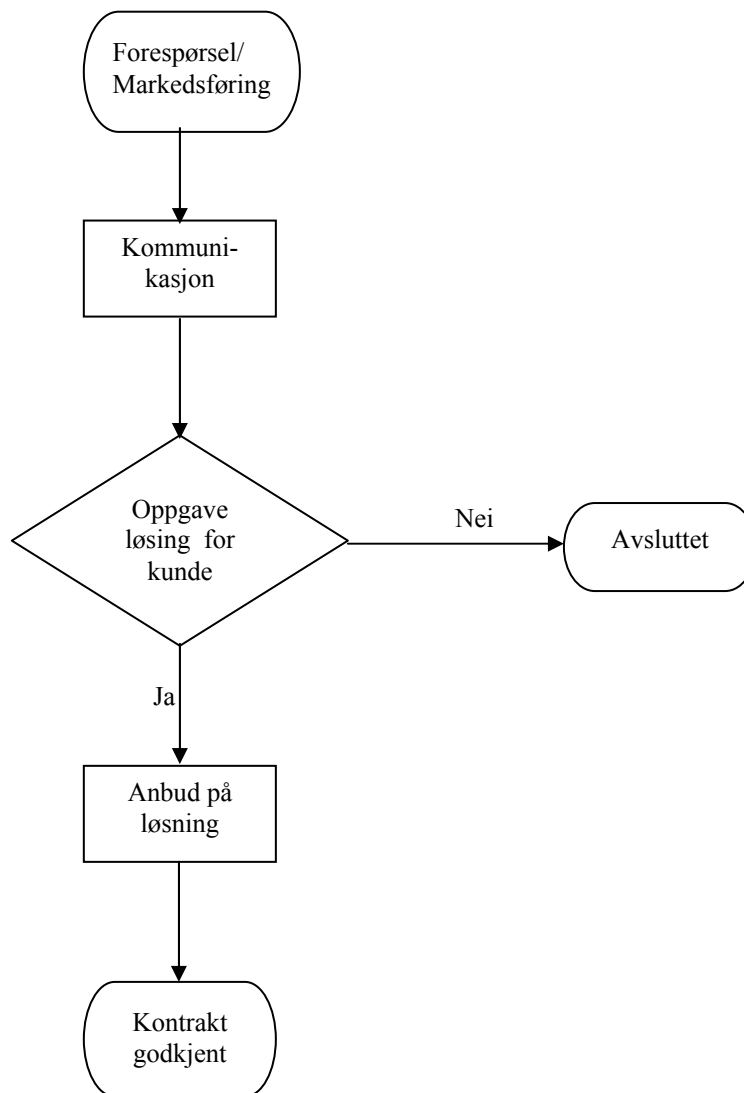 Forespørsel/
Markedsføring
Kommuni-
kasjon
Oppgave
løsing for
kunde
Nei
Avsluttet
Ja
Anbud på
løsning
Kontrakt
godkjent